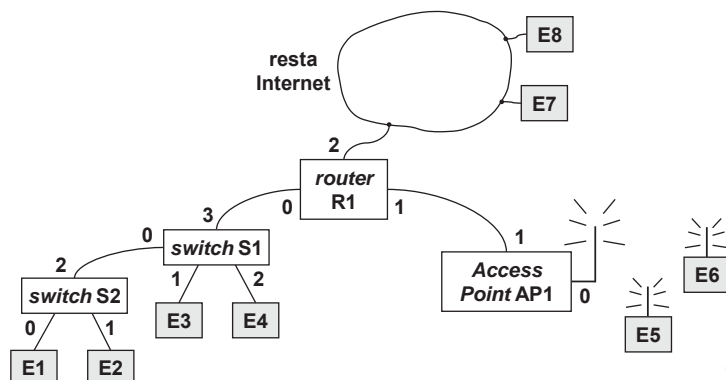 E8
resta
Internet
E7
2
router
R1
0
1
3
0
switch S1
1
2
2
switch S2
0
1
E3
E4
E1
E2
1
Access
Point AP1
0
E6
E5